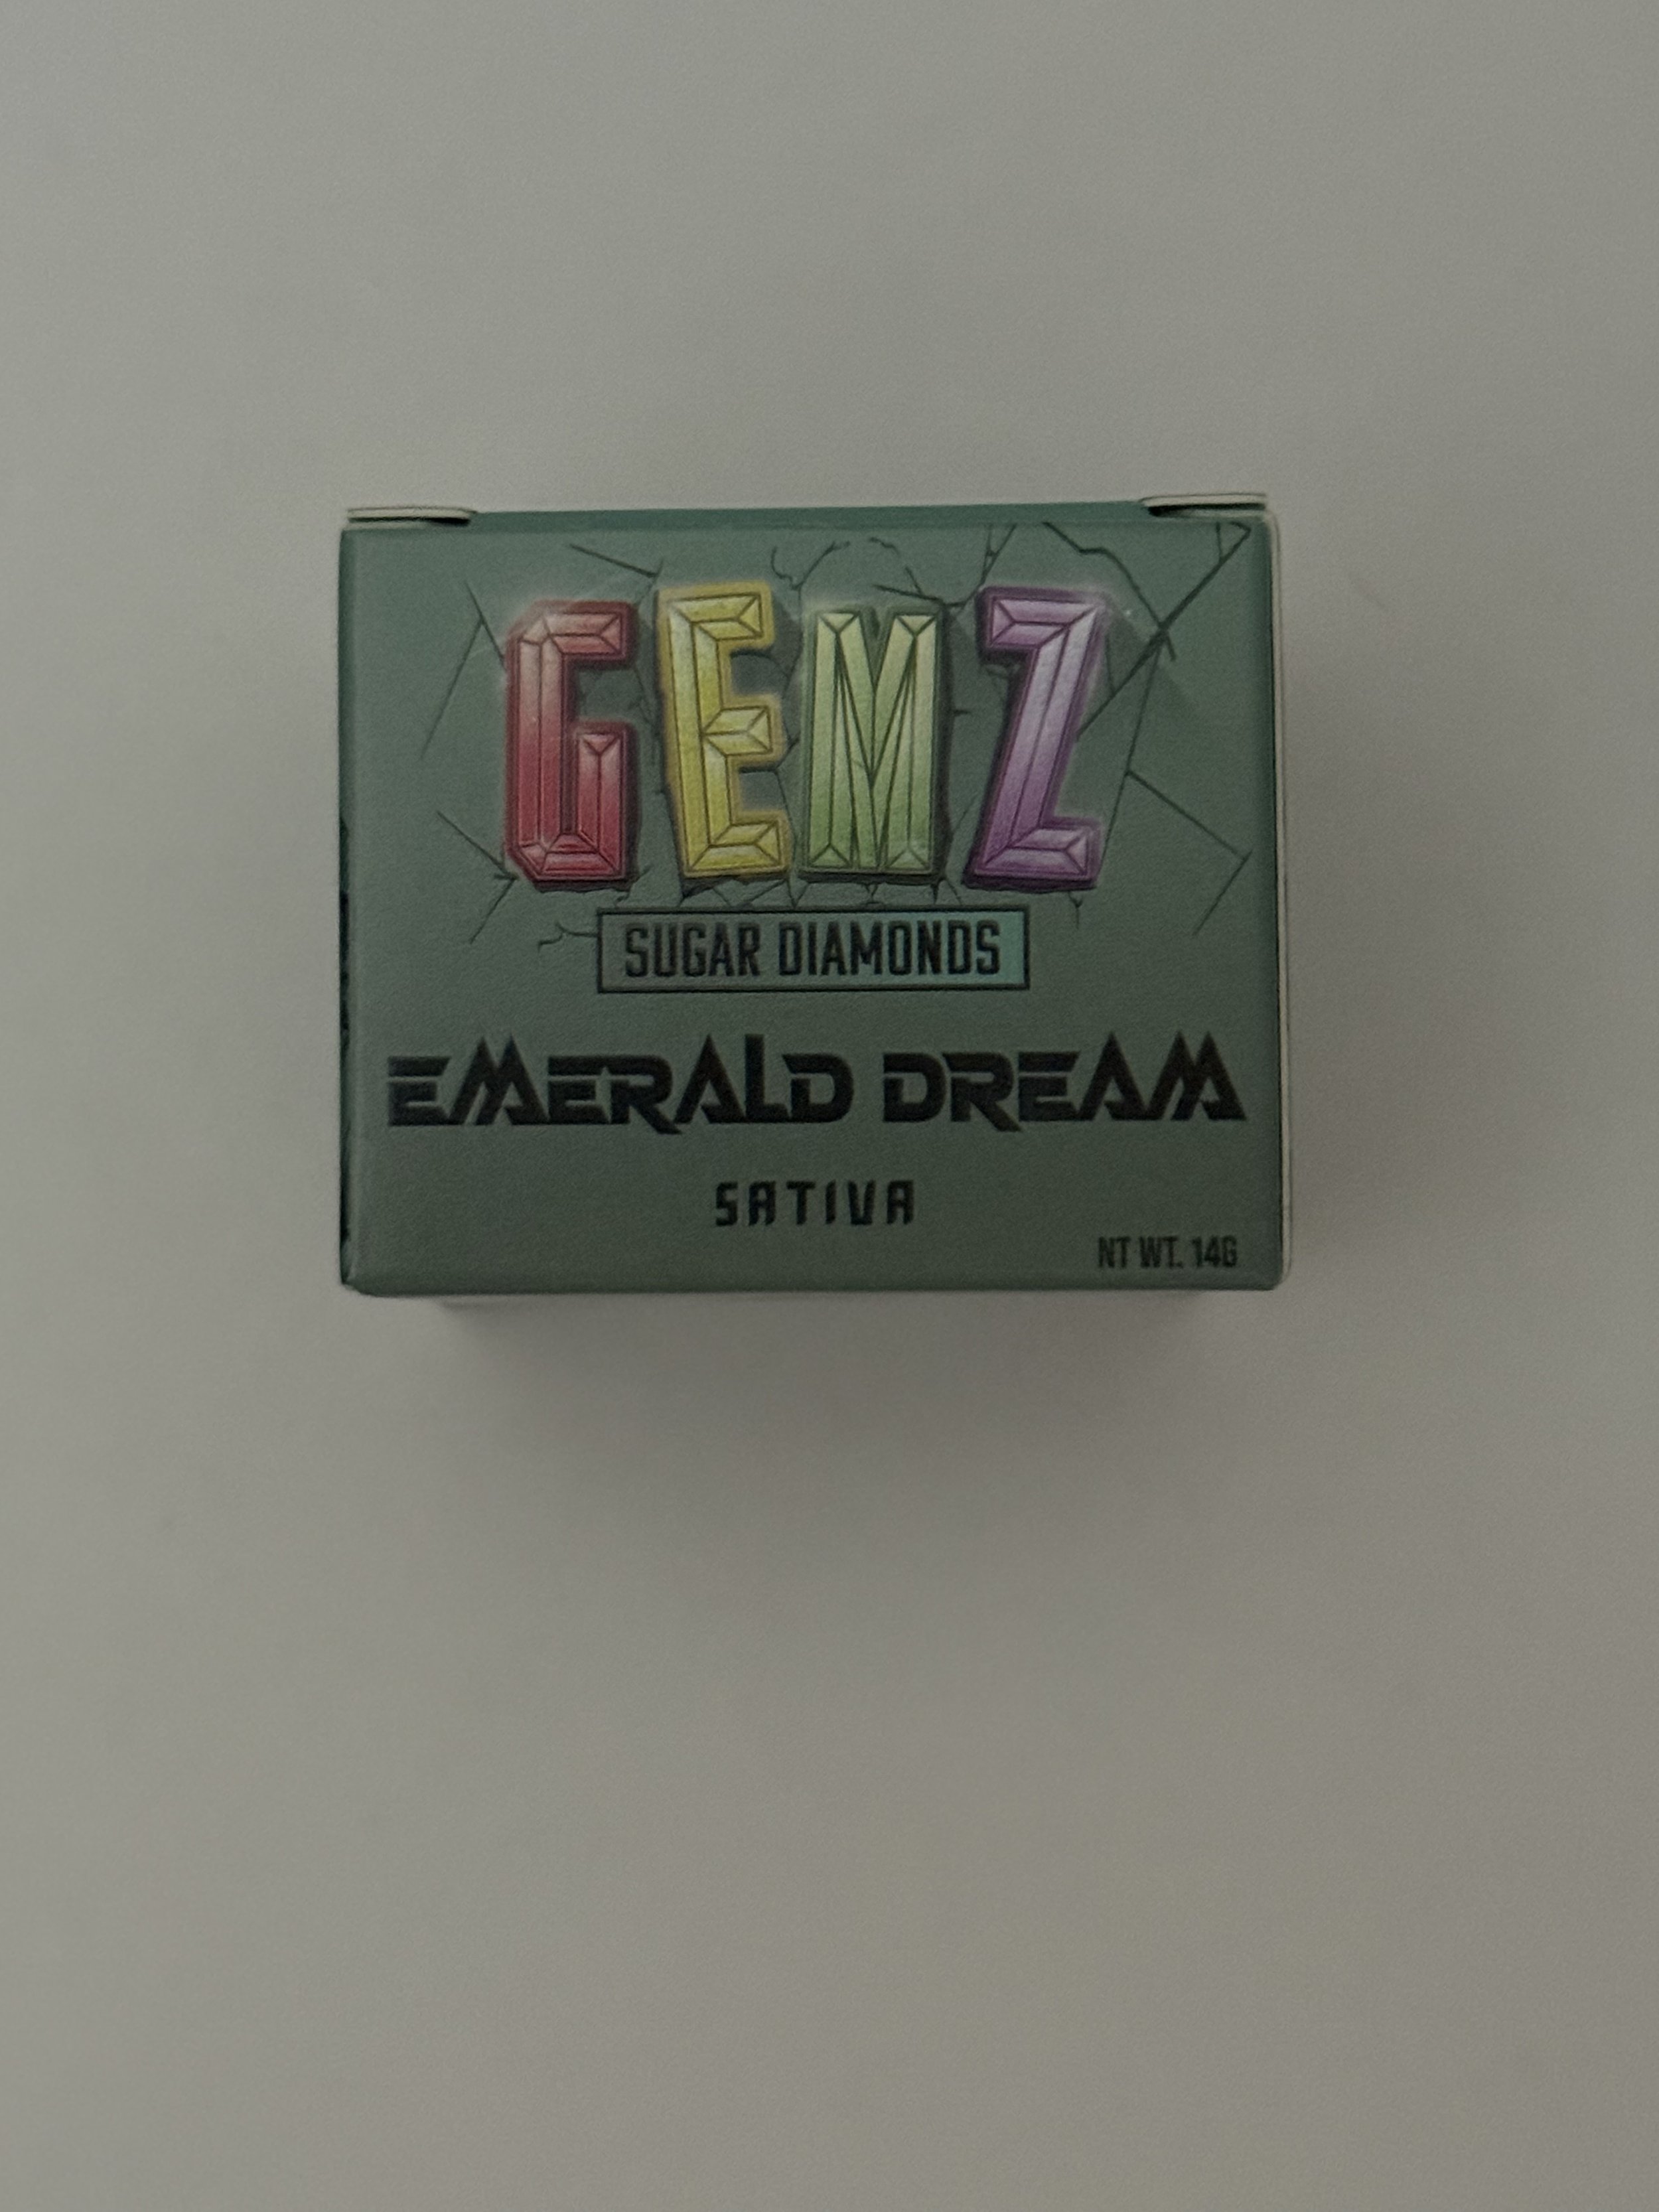 GEMZ
SUGAR DIAMONDS
EMERALD DREAM
SATIVA
NT WT. 14G